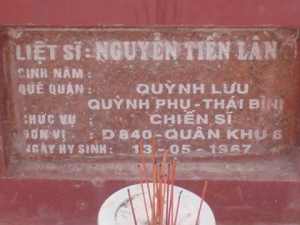 LIỆT SĨ: NGUYỄN TIẾN LÂN
SINH NĂM :
QUÊ QUÁN : QUỲNH LƯU
QUỲNH PHỤ - THÁI BÌNH
CHỨC VỤ : CHIẾN SĨ
ĐƠN VỊ : D 840 - QUÂN KHU 8
NGÀY HY SINH: 13 - 05 - 1967